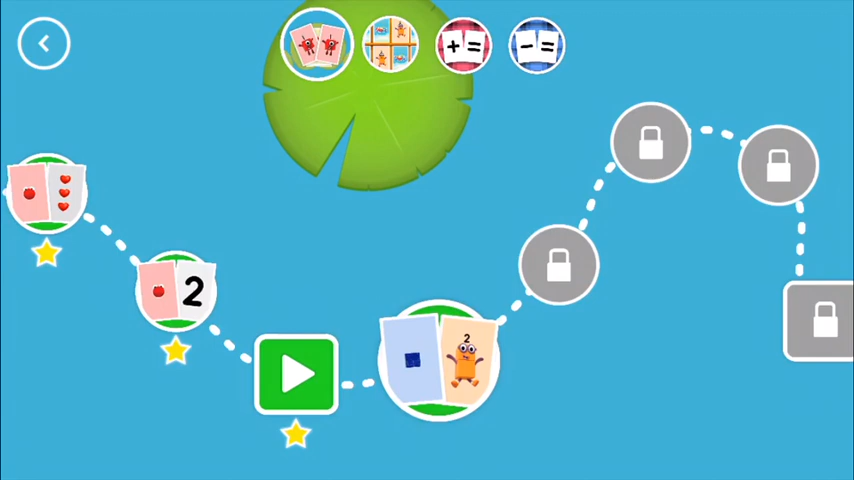 + =
- =
2
2